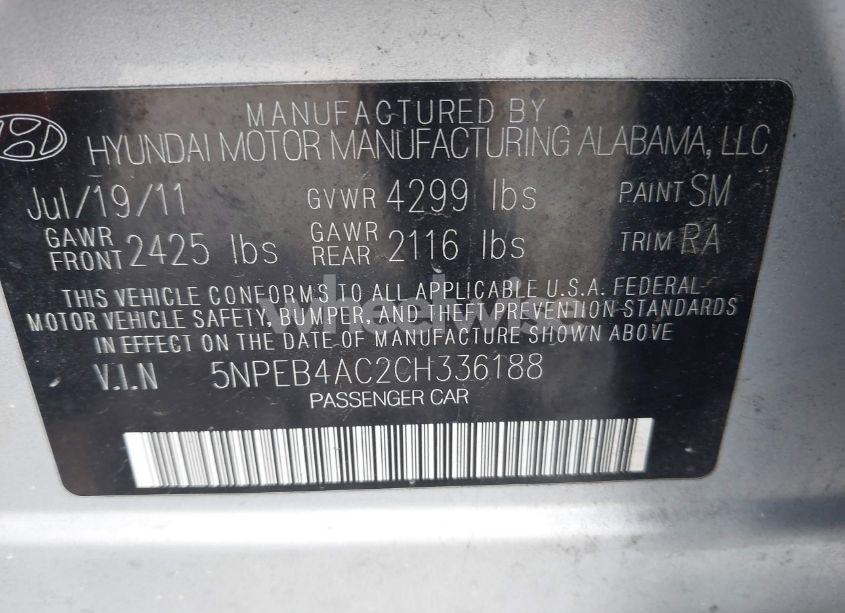 MANUFACTURED BY
HYUNDAI MOTOR MANUFACTURING ALABAMA, LLC
Jul/19/11 GVWR 4299 lbs PAINT SM
GAWR FRONT 2425 lbs GAWR REAR 2116 lbs TRIM RA
THIS VEHICLE CONFORMS TO ALL APPLICABLE U.S.A. FEDERAL
MOTOR VEHICLE SAFETY, BUMPER, AND THEFT PREVENTION STANDARDS
IN EFFECT ON THE DATE OF MANUFACTURE SHOWN ABOVE
V.I.N 5NPEB4AC2CH336188
PASSENGER CAR
wheelwise